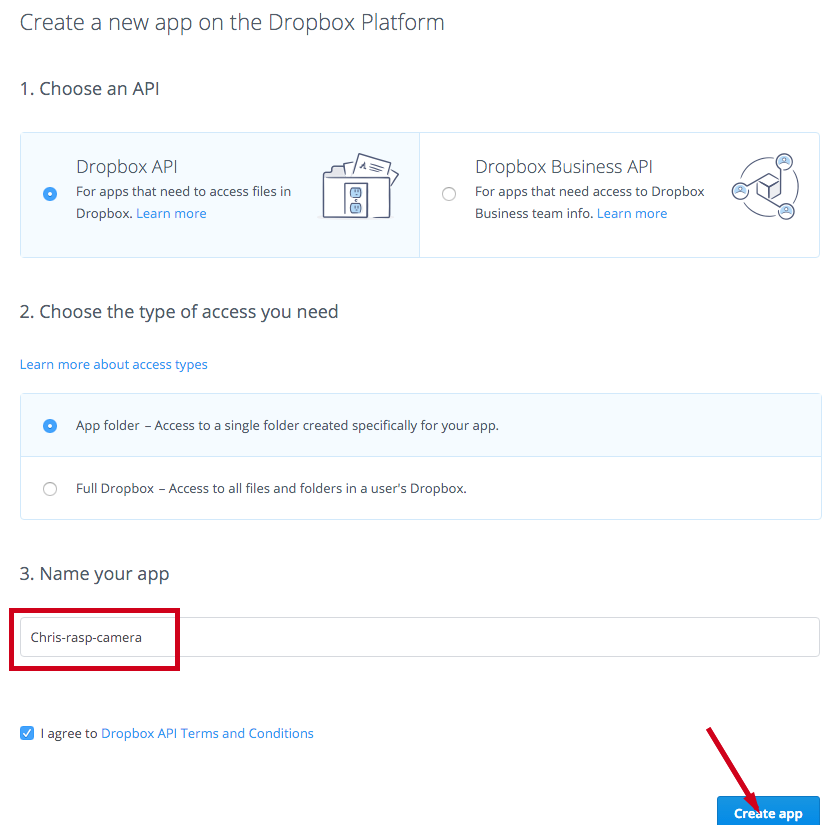 Create a new app on the Dropbox Platform
1. Choose an API
Dropbox API
For apps that need to access files in
Dropbox. Learn more
Dropbox Business API
For apps that need access to Dropbox
Business team info. Learn more
2. Choose the type of access you need
Learn more about access types
App folder – Access to a single folder created specifically for your app.
Full Dropbox – Access to all files and folders in a user's Dropbox.
3. Name your app
Chris-rasp-camera
I agree to Dropbox API Terms and Conditions
Create app